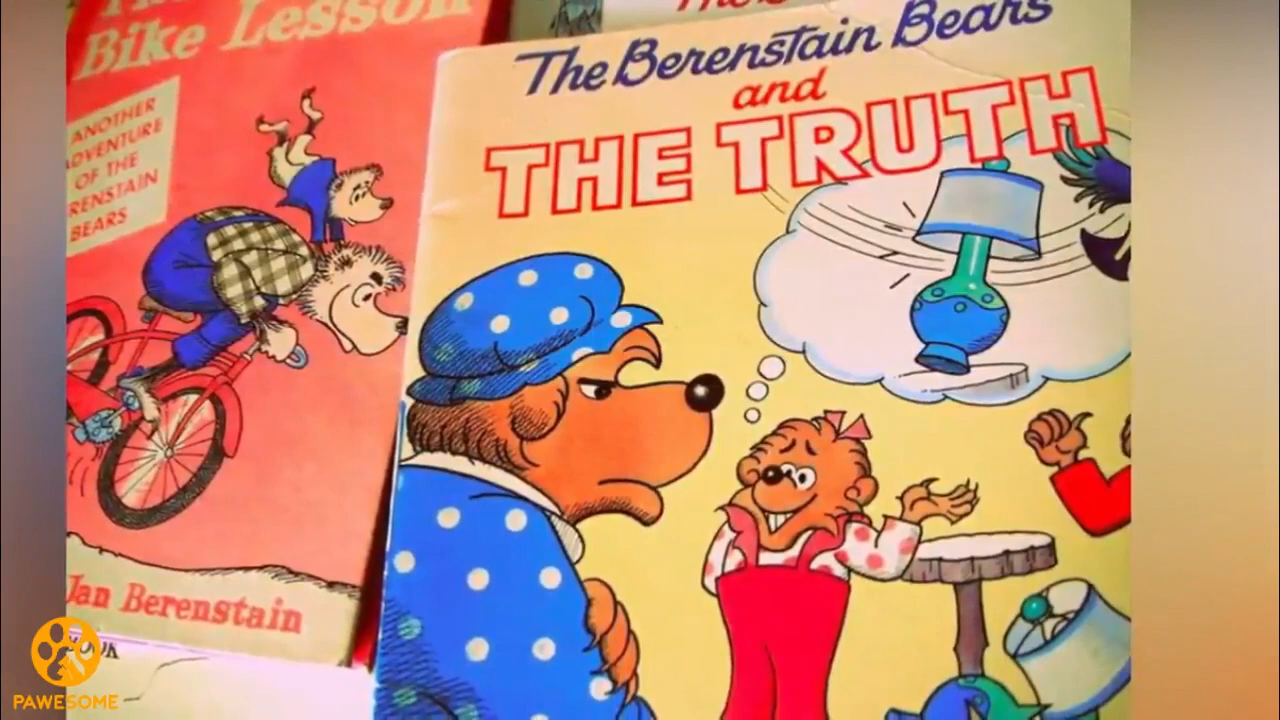 Bike Lesson
ANOTHER
ADVENTURE
OF THE
RENSTAIN
BEARS
Jan Berenstain
The Berenstain Bears
and
THE TRUTH
PAWESOME